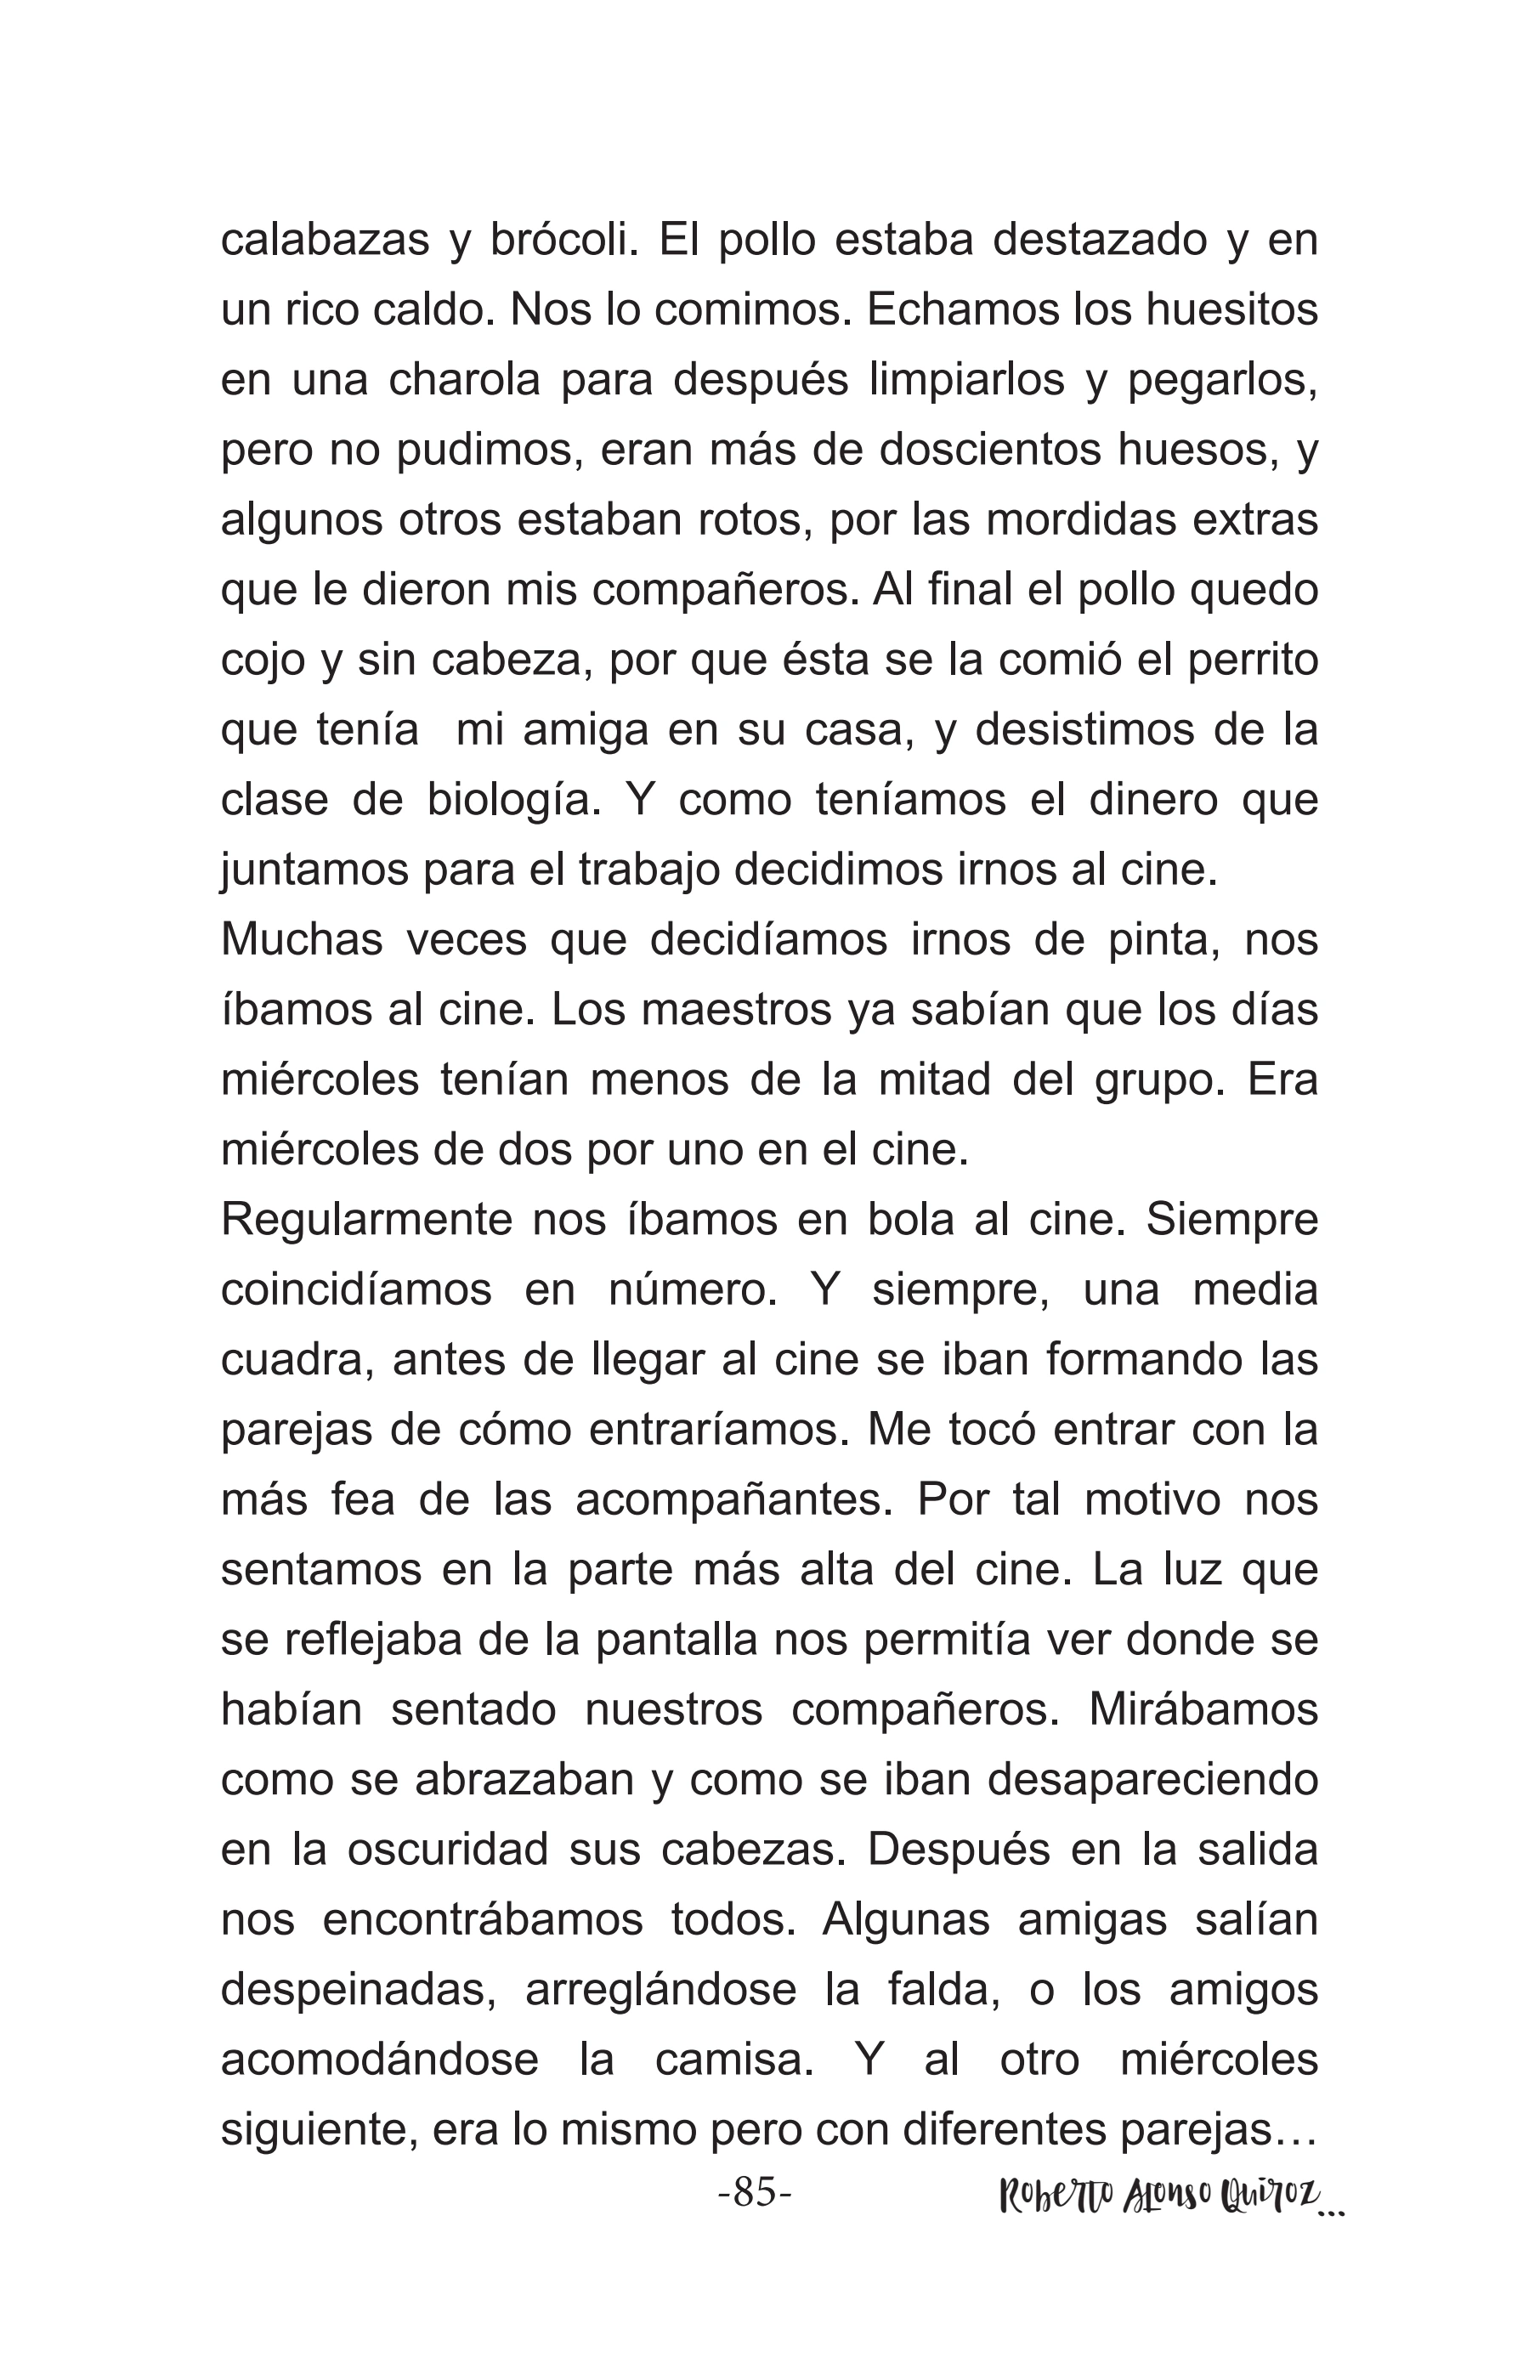 calabazas y brócoli. El pollo estaba destazado y en
un rico caldo. Nos lo comimos. Echamos los huesitos
en una charola para después limpiarlos y pegarlos,
pero no pudimos, eran más de doscientos huesos, y
algunos otros estaban rotos, por las mordidas extras
que le dieron mis compañeros. Al final el pollo quedo
cojo y sin cabeza, por que ésta se la comió el perrito
que tenía  mi amiga en su casa, y desistimos de la
clase de biología. Y como teníamos el dinero que
juntamos para el trabajo decidimos irnos al cine.
Muchas veces que decidíamos irnos de pinta, nos
íbamos al cine. Los maestros ya sabían que los días
miércoles tenían menos de la mitad del grupo. Era
miércoles de dos por uno en el cine.
Regularmente nos íbamos en bola al cine. Siempre
coincidíamos en número. Y siempre, una media
cuadra, antes de llegar al cine se iban formando las
parejas de cómo entraríamos. Me tocó entrar con la
más fea de las acompañantes. Por tal motivo nos
sentamos en la parte más alta del cine. La luz que
se reflejaba de la pantalla nos permitía ver donde se
habían sentado nuestros compañeros. Mirábamos
como se abrazaban y como se iban desapareciendo
en la oscuridad sus cabezas. Después en la salida
nos encontrábamos todos. Algunas amigas salían
despeinadas, arreglándose la falda, o los amigos
acomodándose la camisa. Y al otro miércoles
siguiente, era lo mismo pero con diferentes parejas…
-85- Roberto Alonso Quiroz...